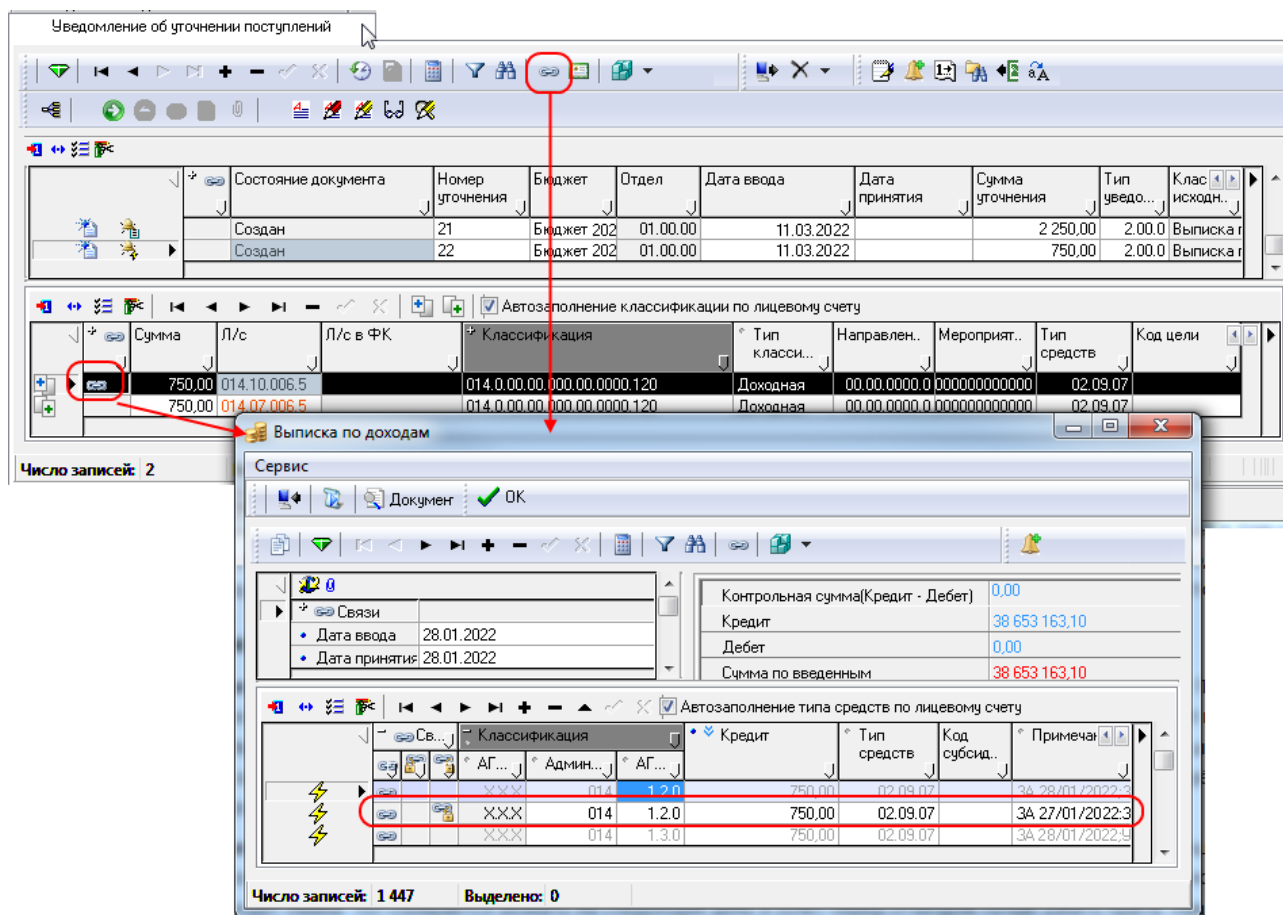 Уведомление об уточнении поступлений
Состояние документа Номер уточнения Бюджет Отдел Дата ввода Дата принятия Сумма уточнения Тип уведо... Клас исходн..
Создан 21 Бюджет 202 01.00.00 11.03.2022 2 250,00 2.00.0 Выписка г
Создан 22 Бюджет 202 01.00.00 11.03.2022 750,00 2.00.0 Выписка г
Автозаполнение классификации по лицевому счету
Сумма Л/с Л/с в ФК Классификация Тип класси... Направлен.. Мероприят.. Тип средств Код цели
750,00 014.10.006.5 014.0.00.00.000.00.0000.120 Доходная 00.00.0000.0 000000000000 02.09.07
750,00 014.07.006.5 014.0.00.00.000.00.0000.120 Доходная 00.00.0000.0 000000000000 02.09.07
Число записей: 2
Выписка по доходам
Сервис
Документ OK
Связи
Дата ввода 28.01.2022
Дата принятия 28.01.2022
Контрольная сумма(Кредит - Дебет) 0,00
Кредит 38 653 163,10
Дебет 0,00
Сумма по введенным 38 653 163,10
Автозаполнение типа средств по лицевому счету
Св... Классификация Кредит Тип средств Код субсид.. Примечан
АГ... Админ... АГ...
X.X.X 014 1.2.0 750,00 02.09.07 ЗА 28/01/2022;3
X.X.X 014 1.2.0 750,00 02.09.07 ЗА 27/01/2022;3
X.X.X 014 1.3.0 750,00 02.09.07 ЗА 28/01/2022;9
Число записей: 1 447 Выделено: 0